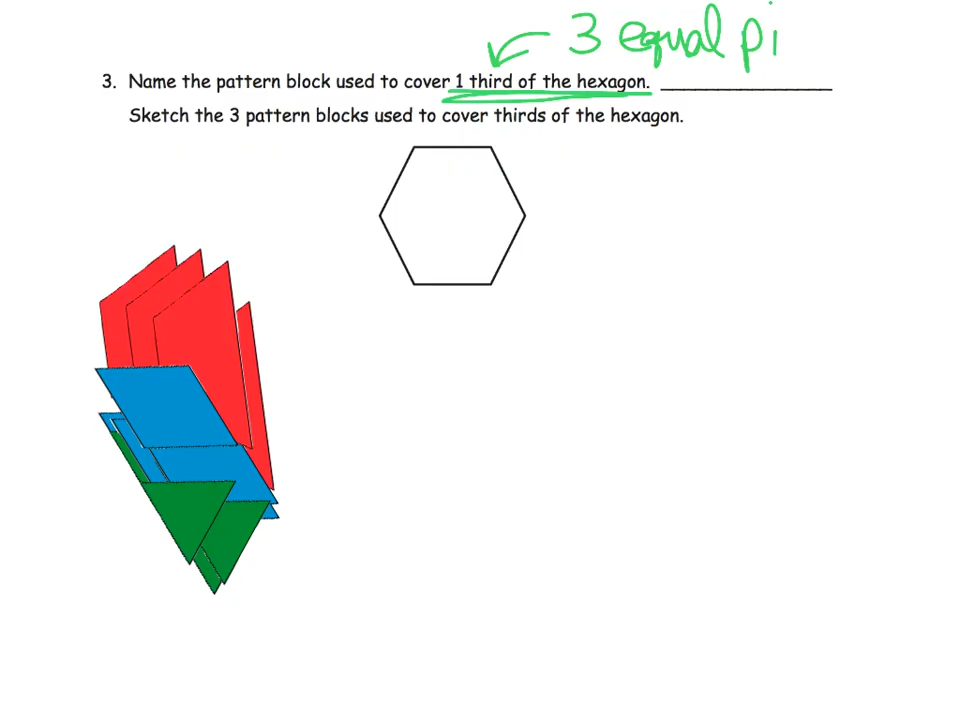 3 equal pi
3. Name the pattern block used to cover 1 third of the hexagon. _______________
Sketch the 3 pattern blocks used to cover thirds of the hexagon.